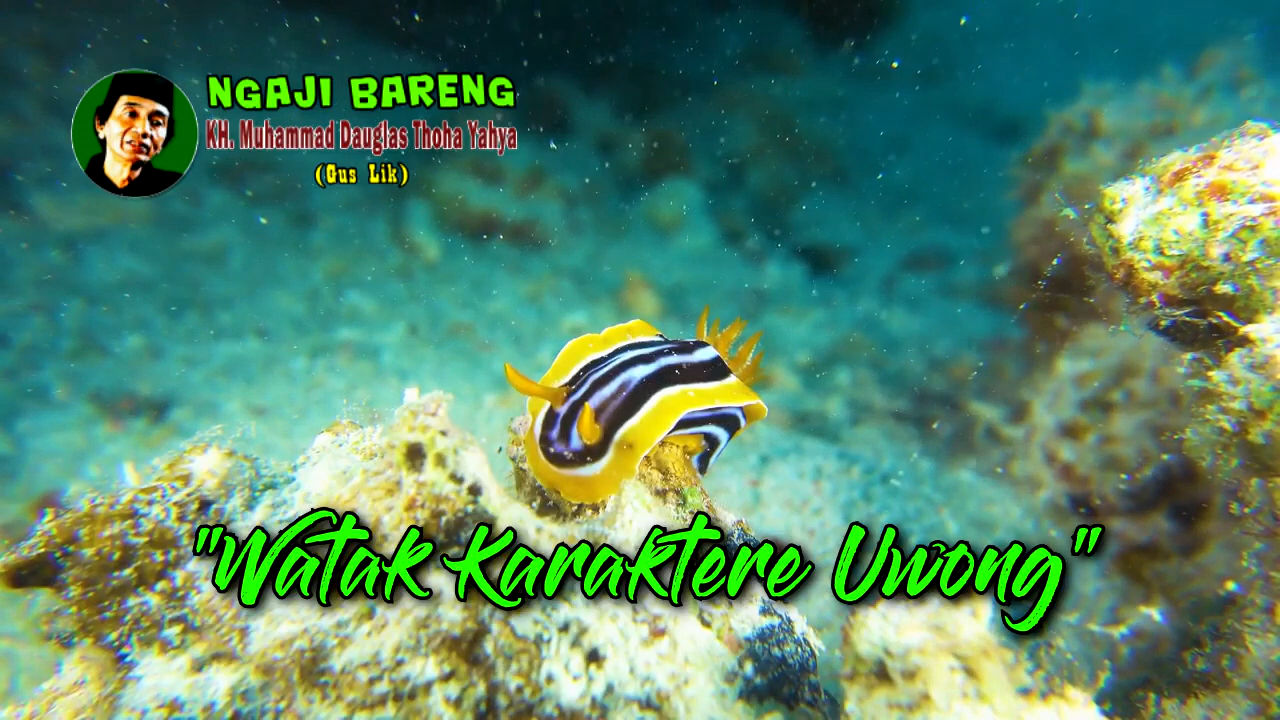 NGAJI BARENG
KH. Muhammad Dauglas Thoha Yahya
(Gus Lik)
"Watak Karaktere Uwong"